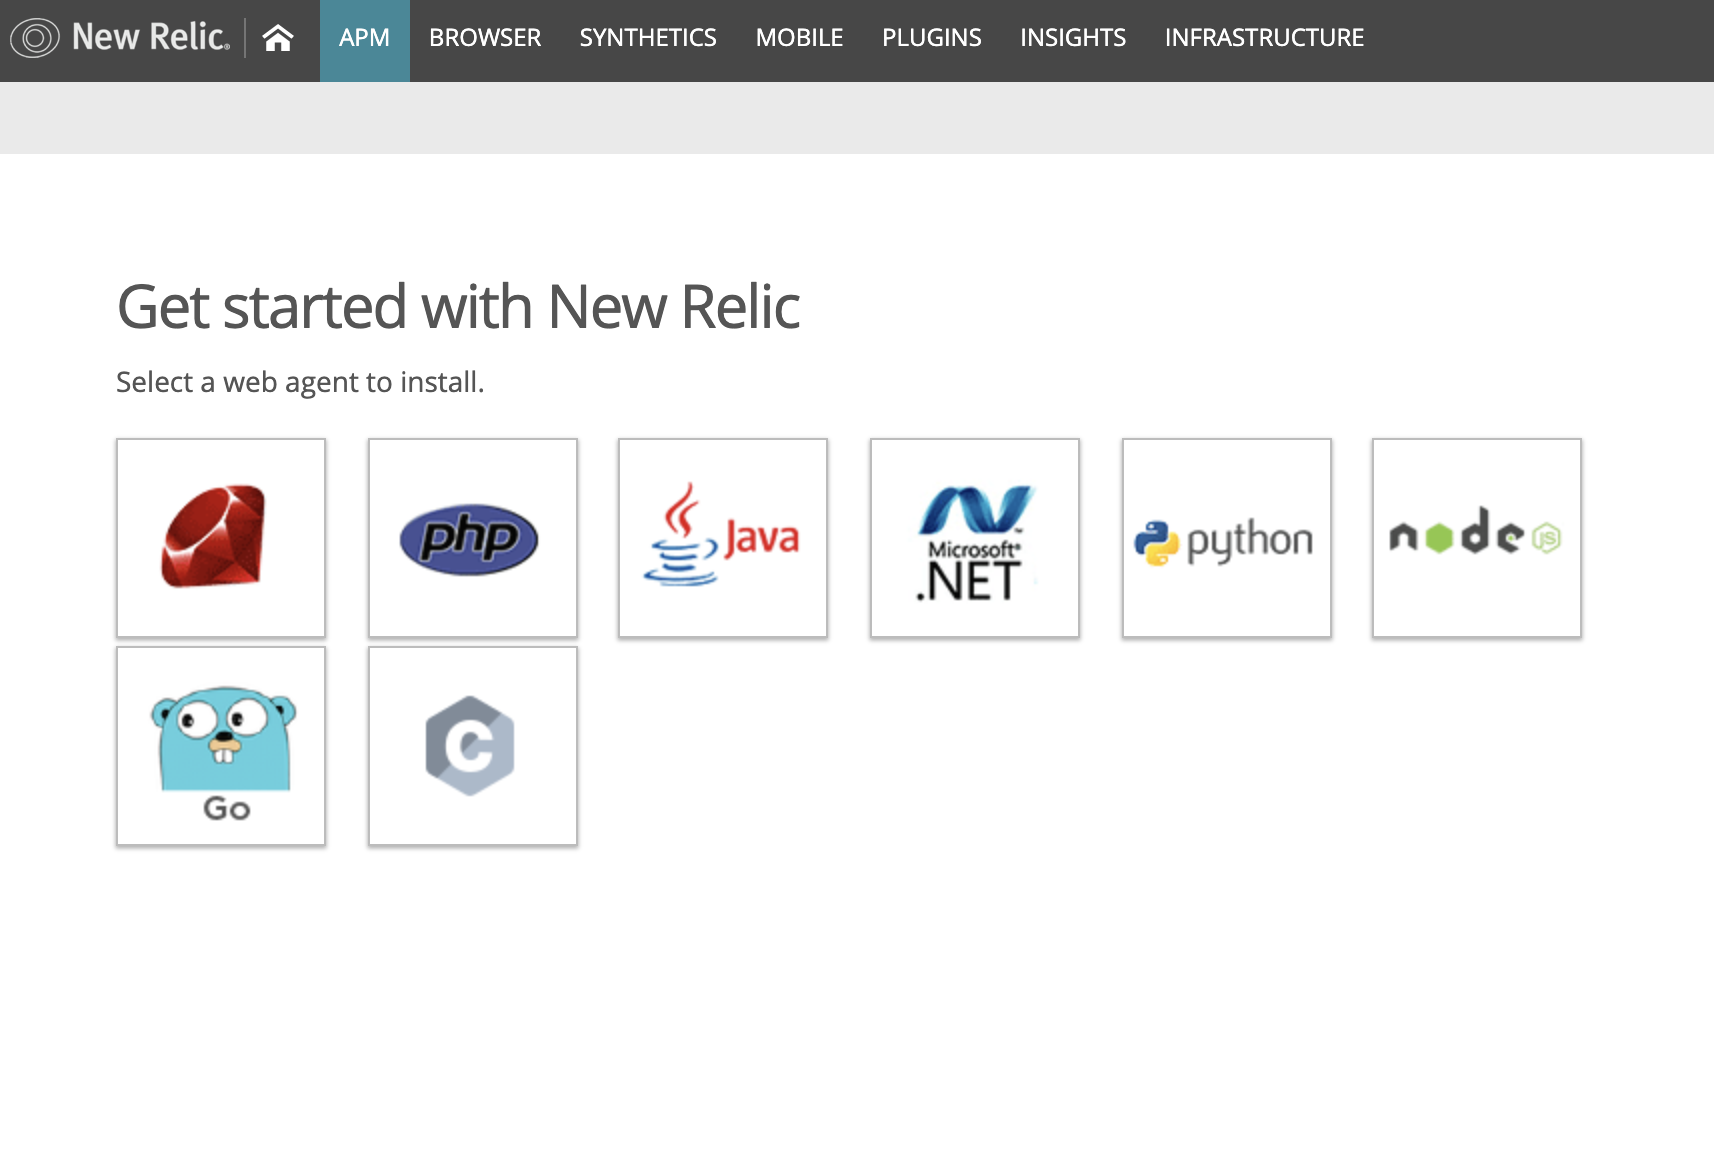 New Relic®
APM BROWSER SYNTHETICS MOBILE PLUGINS INSIGHTS INFRASTRUCTURE
Get started with New Relic
Select a web agent to install.
php
Java
Microsoft®
.NET™
python
node JS
Go
C